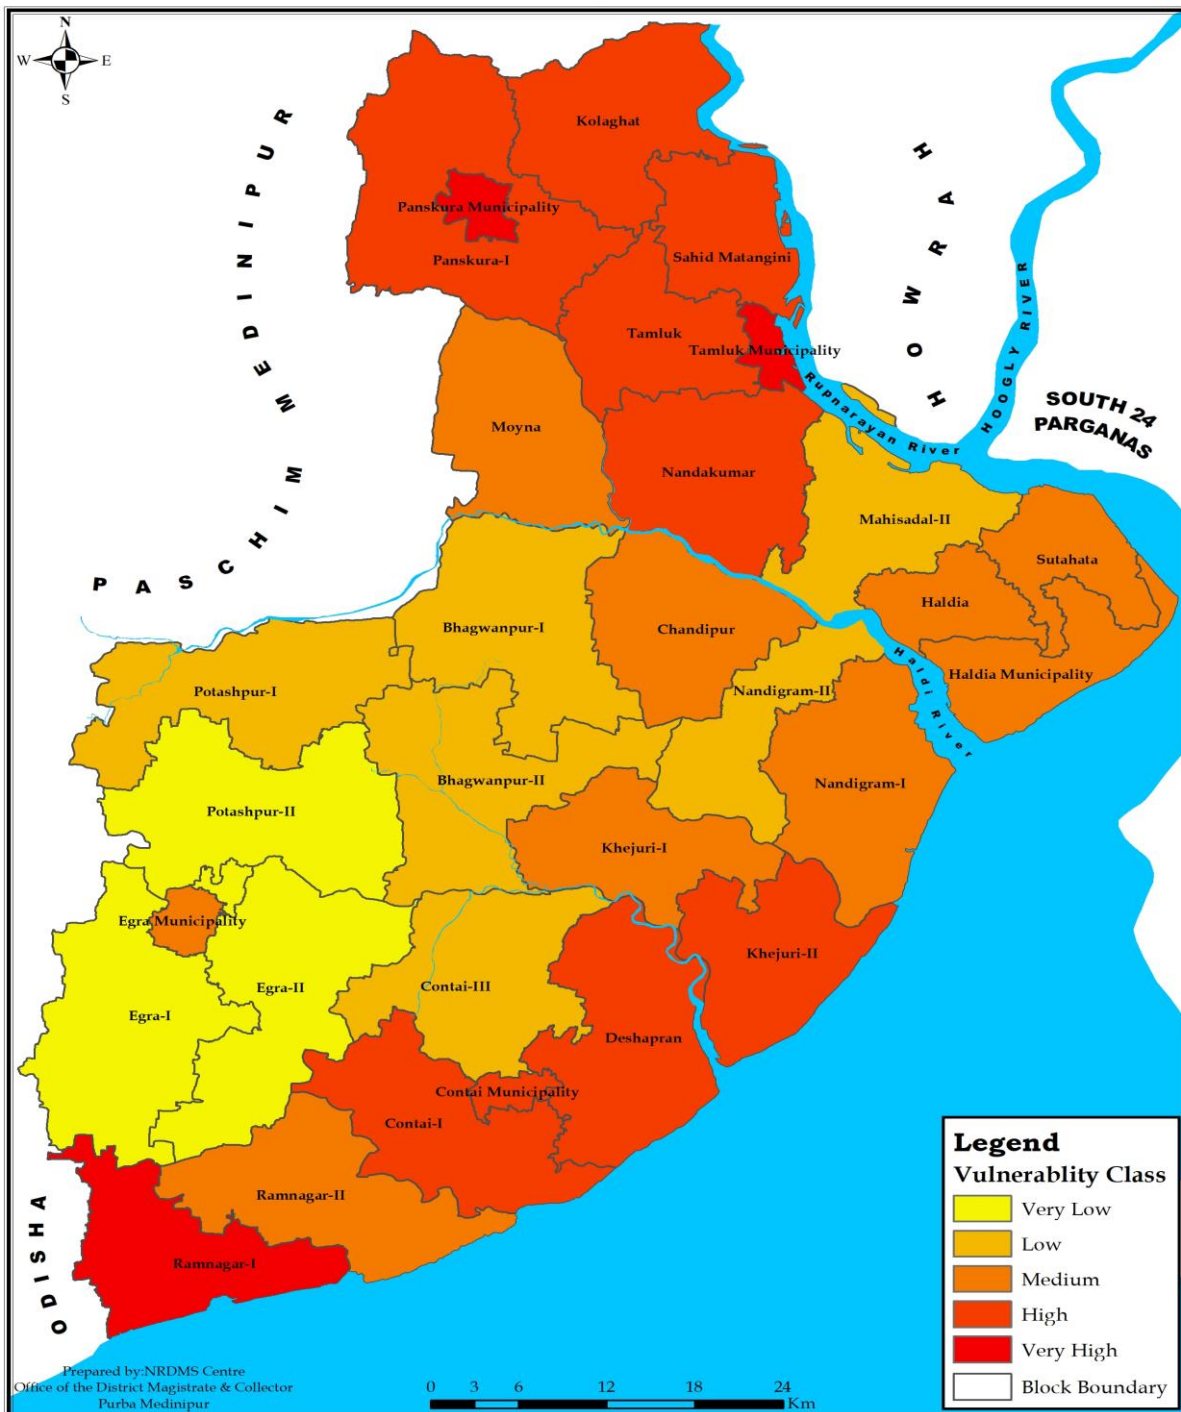 N
W E
S
PASCHIM MEDINIPUR
HOWRAH
HOOGLY RIVER
SOUTH 24
PARGANAS
Kolaghat
Panskura Municipality
Panskura-I
Sahid Matangini
Tamluk
Tamluk Municipality
Rupnarayan River
Moyna
Nandakumar
Mahisadal-II
Sutahata
Haldia
Haldia Municipality
Haldi River
Bhagwanpur-I
Chandipur
Nandigram-II
Potashpur-I
Bhagwanpur-II
Nandigram-I
Potashpur-II
Khejuri-I
Egra Municipality
Khejuri-II
Egra-II
Contai-III
Egra-I
Deshapran
Contai Municipality
Contai-I
Ramnagar-II
Ramnagar-I
ODISHA
Legend
Vulnerablity Class
Very Low
Low
Medium
High
Very High
Block Boundary
Prepared by:NRDMS Centre
Office of the District Magistrate & Collector
Purba Medinipur
0 3 6 12 18 24
Km